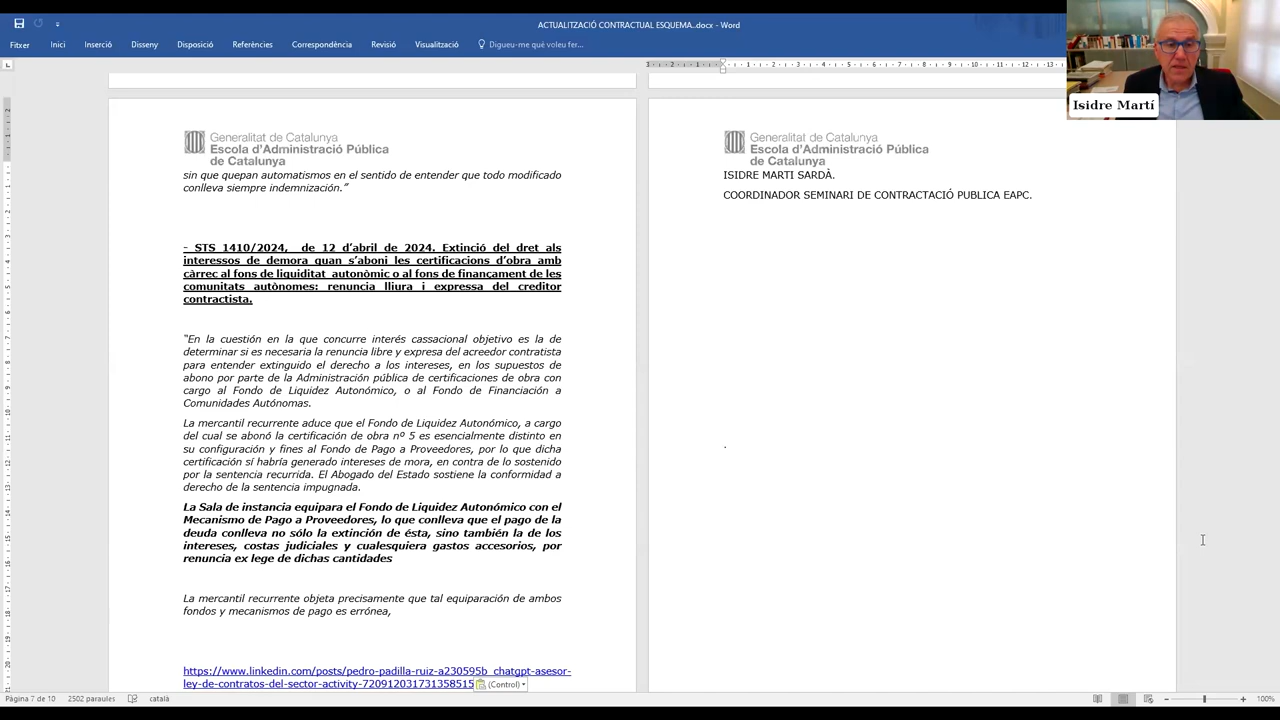 ACTUALITZACIÓ CONTRACTUAL ESQUEMA..docx - Word
Fitxer Inici Inserció Disseny Disposició Referències Correspondència Revisió Visualització Digueu-me què voleu fer...
Isidre Martí
Generalitat de Catalunya
Escola d'Administració Pública
de Catalunya
sin que quepan automatismos en el sentido de entender que todo modificado
conlleva siempre indemnización.”
- STS 1410/2024, de 12 d’abril de 2024. Extinció del dret als
interessos de demora quan s’aboni les certificacions d’obra amb
càrrec al fons de liquiditat autonòmic o al fons de finançament de les
comunitats autònomes: renuncia lliura i expressa del creditor
contractista.
“En la cuestión en la que concurre interés cassacional objetivo es la de
determinar si es necesaria la renuncia libre y expresa del acreedor contratista
para entender extinguido el derecho a los intereses, en los supuestos de
abono por parte de la Administración pública de certificaciones de obra con
cargo al Fondo de Liquidez Autonómico, o al Fondo de Financiación a
Comunidades Autónomas.
La mercantil recurrente aduce que el Fondo de Liquidez Autonómico, a cargo
del cual se abonó la certificación de obra nº 5 es esencialmente distinto en
su configuración y fines al Fondo de Pago a Proveedores, por lo que dicha
certificación sí habría generado intereses de mora, en contra de lo sostenido
por la sentencia recurrida. El Abogado del Estado sostiene la conformidad a
derecho de la sentencia impugnada.
La Sala de instancia equipara el Fondo de Liquidez Autonómico con el
Mecanismo de Pago a Proveedores, lo que conlleva que el pago de la
deuda conlleva no sólo la extinción de ésta, sino también la de los
intereses, costas judiciales y cualesquiera gastos accesorios, por
renuncia ex lege de dichas cantidades
La mercantil recurrente objeta precisamente que tal equiparación de ambos
fondos y mecanismos de pago es errónea,
https://www.linkedin.com/posts/pedro-padilla-ruiz-a230595b_chatgpt-asesor-
ley-de-contratos-del-sector-activity-720912031731358515
(Control)
Generalitat de Catalunya
Escola d'Administració Pública
de Catalunya
ISIDRE MARTI SARDÀ.
COORDINADOR SEMINARI DE CONTRACTACIÓ PUBLICA EAPC.
.
Pàgina 7 de 10 2502 paraules català 100%